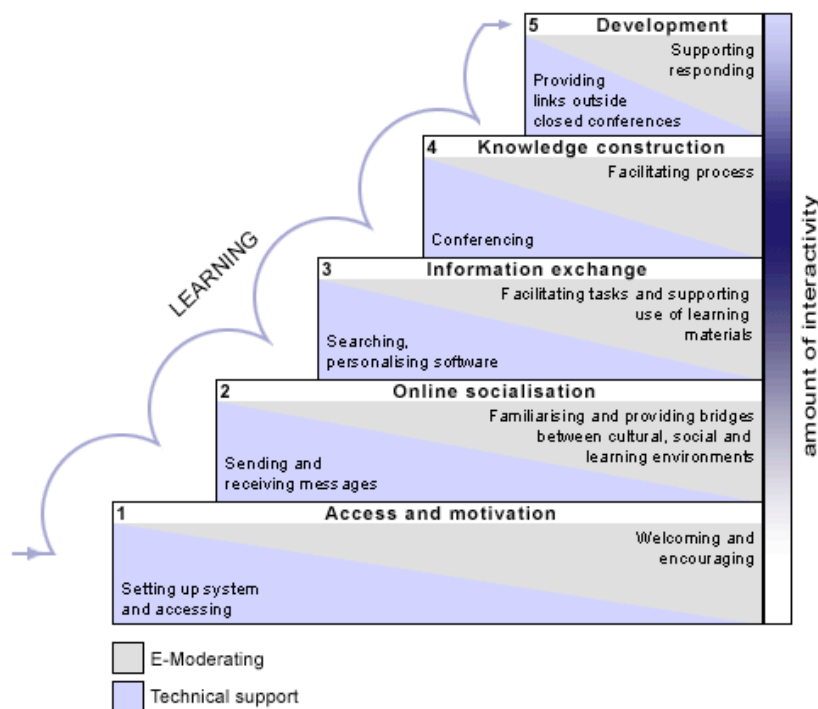 5 Development
Supporting
responding
Providing
links outside
closed conferences
4 Knowledge construction
Facilitating process
Conferencing
3 Information exchange
Facilitating tasks and supporting
use of learning
materials
Searching,
personalising software
2 Online socialisation
Familiarising and providing bridges
between cultural, social and
learning environments
Sending and
receiving messages
1 Access and motivation
Welcoming and
encouraging
Setting up system
and accessing
LEARNING
amount of interactivity
E-Moderating
Technical support